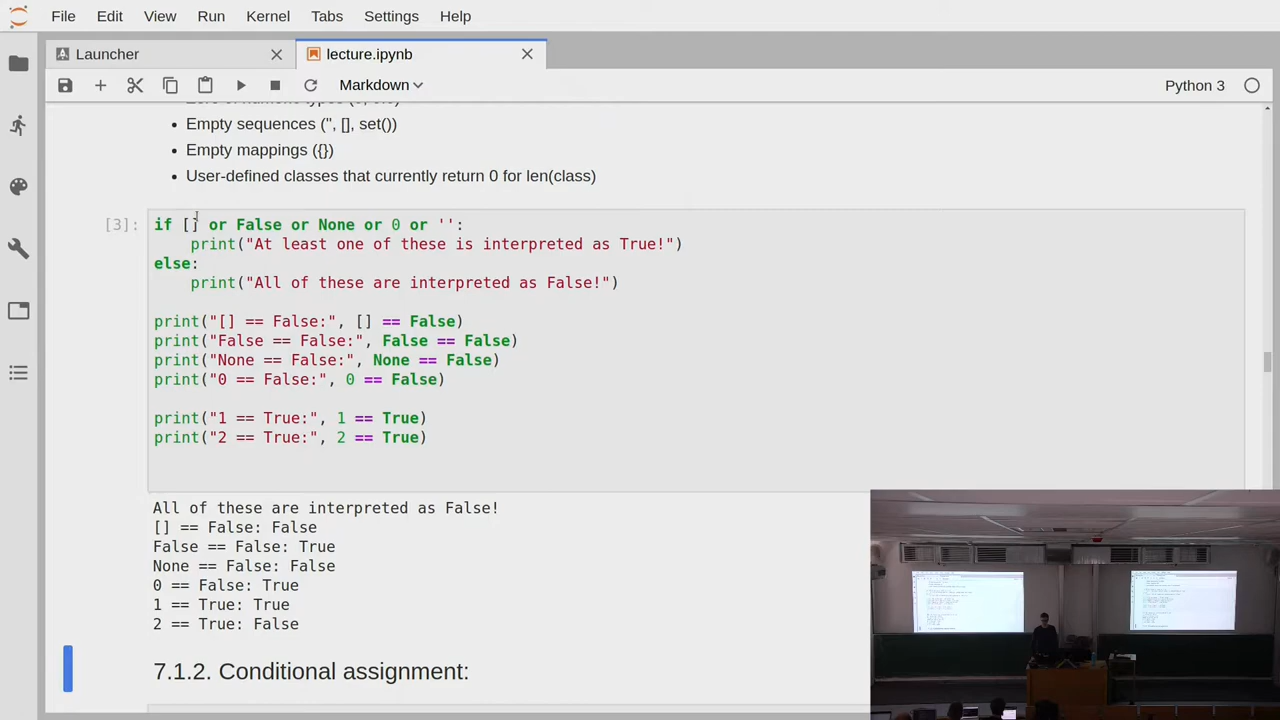 File Edit View Run Kernel Tabs Settings Help
Launcher
lecture.ipynb
Markdown
Python 3
• Empty sequences ('', [], set())
• Empty mappings ({})
• User-defined classes that currently return 0 for len(class)
[3]:
if [] or False or None or 0 or '':
    print("At least one of these is interpreted as True!")
else:
    print("All of these are interpreted as False!")
print("[] == False:", [] == False)
print("False == False:", False == False)
print("None == False:", None == False)
print("0 == False:", 0 == False)
print("1 == True:", 1 == True)
print("2 == True:", 2 == True)
All of these are interpreted as False!
[] == False: False
False == False: True
None == False: False
0 == False: True
1 == True: True
2 == True: False
7.1.2. Conditional assignment: